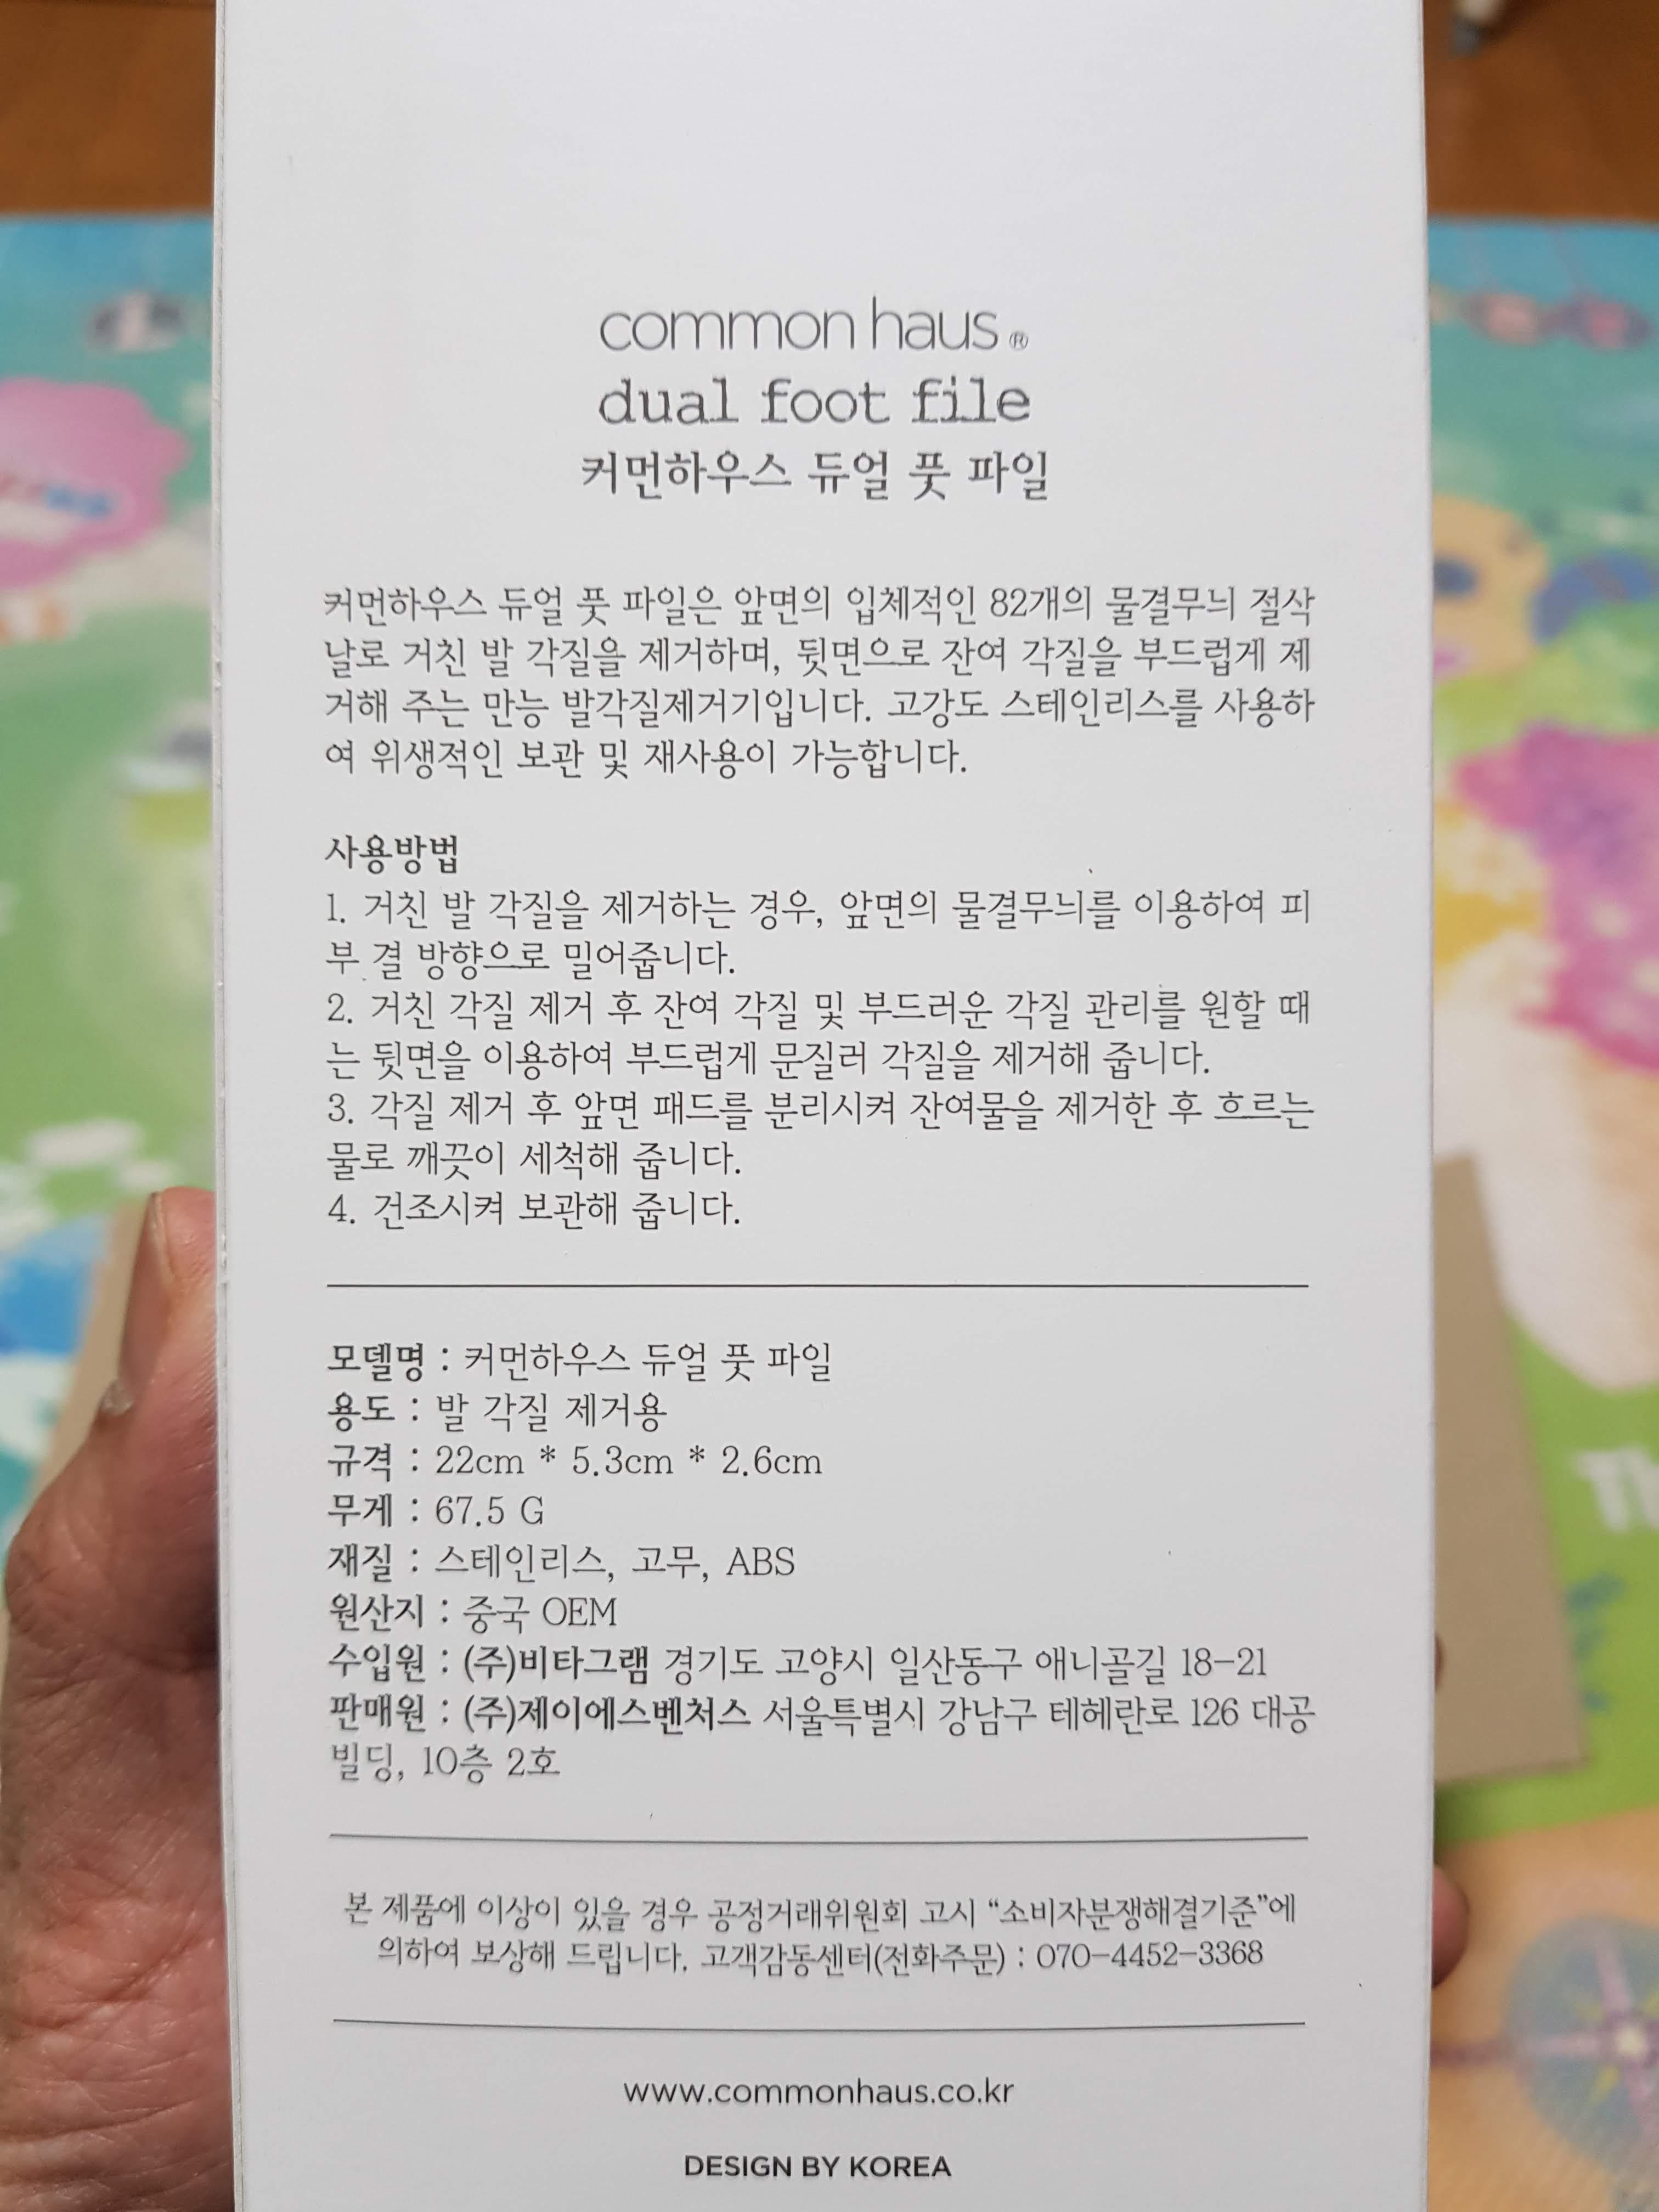 common haus ®
dual foot file
커먼하우스 듀얼 풋 파일
커먼하우스 듀얼 풋 파일은 앞면의 입체적인 82개의 물결무늬 절삭
날로 거친 발 각질을 제거하며, 뒷면으로 잔여 각질을 부드럽게 제
거해 주는 만능 발각질제거기입니다. 고강도 스테인리스를 사용하
여 위생적인 보관 및 재사용이 가능합니다.
사용방법
1. 거친 발 각질을 제거하는 경우, 앞면의 물결무늬를 이용하여 피
부 결 방향으로 밀어줍니다.
2. 거친 각질 제거 후 잔여 각질 및 부드러운 각질 관리를 원할 때
는 뒷면을 이용하여 부드럽게 문질러 각질을 제거해 줍니다.
3. 각질 제거 후 앞면 패드를 분리시켜 잔여물을 제거한 후 흐르는
물로 깨끗이 세척해 줍니다.
4. 건조시켜 보관해 줍니다.
모델명 : 커먼하우스 듀얼 풋 파일
용도 : 발 각질 제거용
규격 : 22cm * 5.3cm * 2.6cm
무게 : 67.5 G
재질 : 스테인리스, 고무, ABS
원산지 : 중국 OEM
수입원 : (주)비타그램 경기도 고양시 일산동구 애니골길 18-21
판매원 : (주)제이에스벤처스 서울특별시 강남구 테헤란로 126 대공
빌딩, 10층 2호
본 제품에 이상이 있을 경우 공정거래위원회 고시 “소비자분쟁해결기준”에
의하여 보상해 드립니다. 고객감동센터(전화주문) : 070-4452-3368
www.commonhaus.co.kr
DESIGN BY KOREA